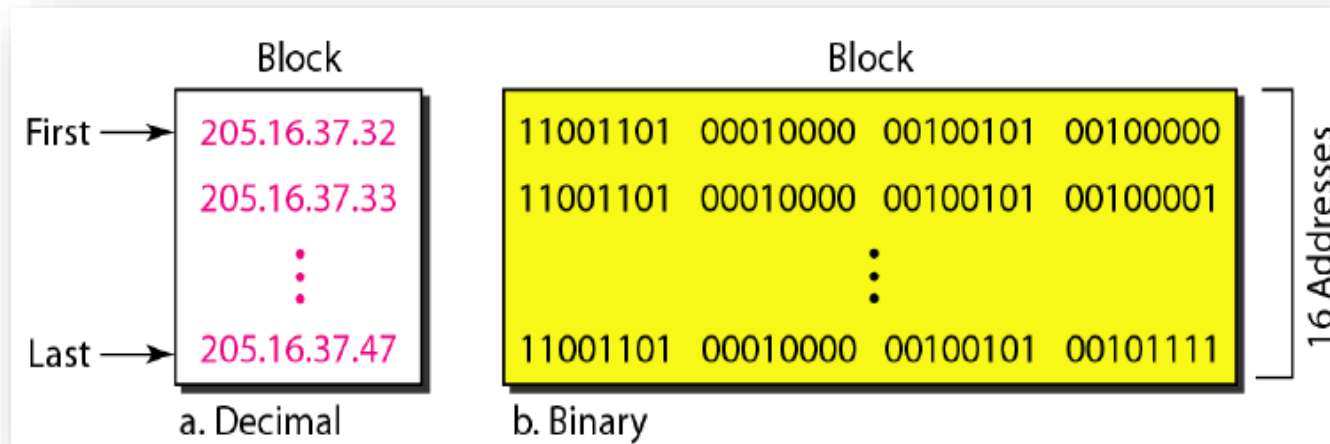 Block
First
205.16.37.32
205.16.37.33
Last
205.16.37.47
a. Decimal
Block
11001101 00010000 00100101 00100000
11001101 00010000 00100101 00100001
11001101 00010000 00100101 00101111
b. Binary
16 Addresses